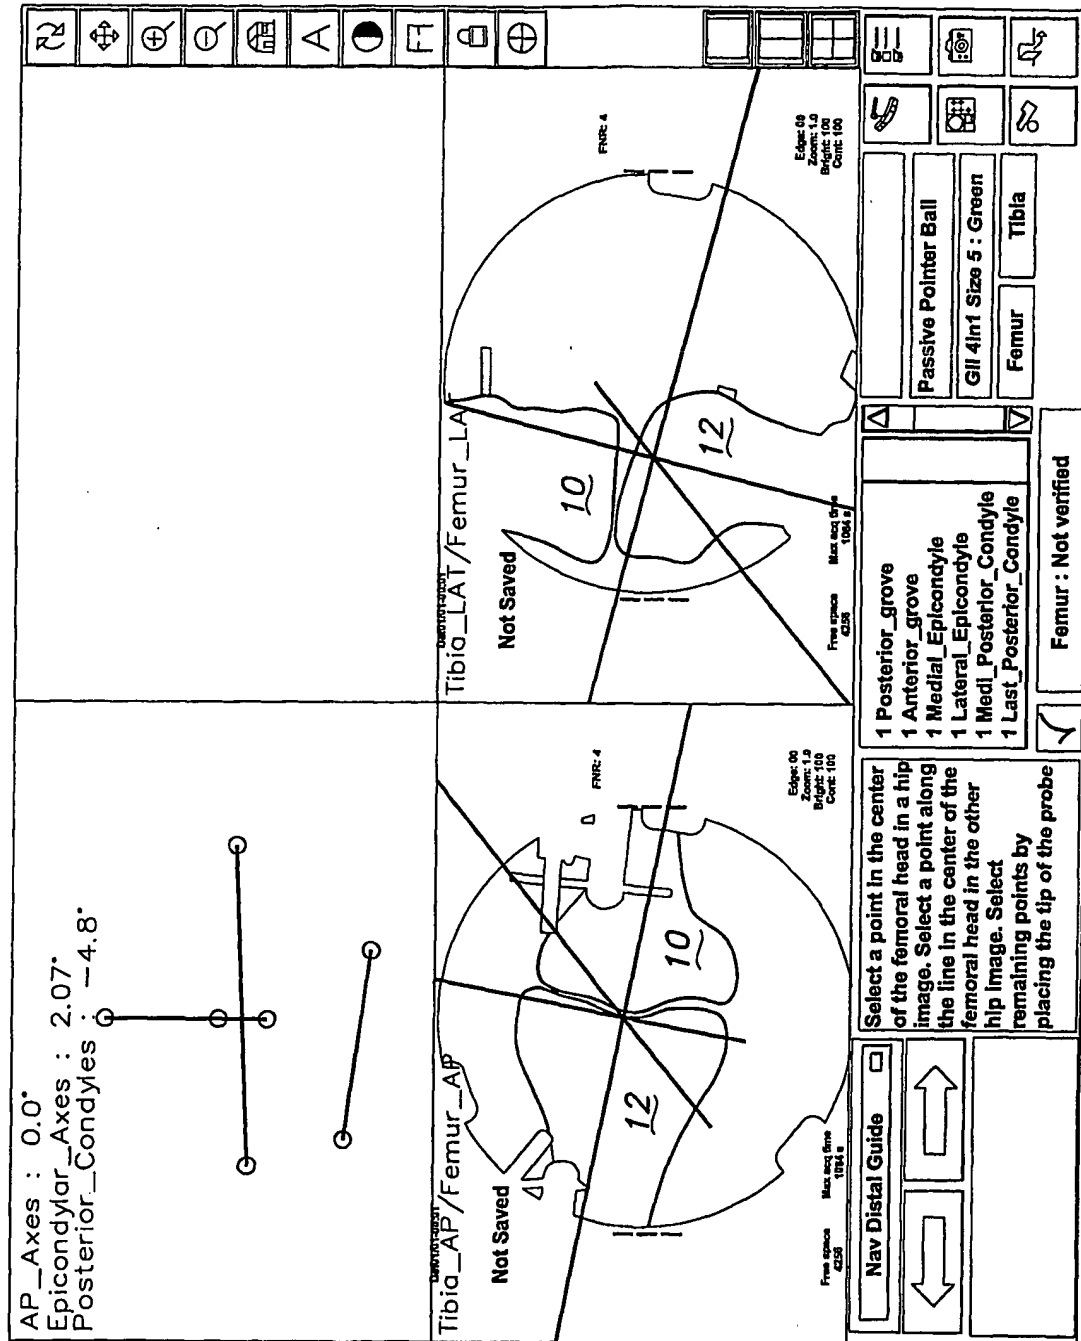 AP_Axes : 0.0°
Epicondylar_Axes : 2.07°
Posterior_Condyles : -4.8°
Tibia_AP/Femur_AP
Not Saved
FNR: 4
12
10
Edge: 00
Zoom: 1.0
Bright: 100
Cont: 100
Free space
4256
Max acq time
1064 s
Tibia_LAT/Femur_LAT
Not Saved
FNR: 4
10
12
Edge: 00
Zoom: 1.0
Bright: 100
Cont: 100
Free space
4256
Max acq time
1064 s
A
Nav Distal Guide
Select a point in the center
of the femoral head in a hip
image. Select a point along
the line in the center of the
femoral head in the other
hip image. Select
remaining points by
placing the tip of the probe
1 Posterior_grove
1 Anterior_grove
1 Medial_Epicondyle
1 Lateral_Epicondyle
1 Medi_Posterior_Condyle
1 Last_Posterior_Condyle
Femur : Not verified
Passive Pointer Ball
GII 4in1 Size 5 : Green
Femur
Tibia